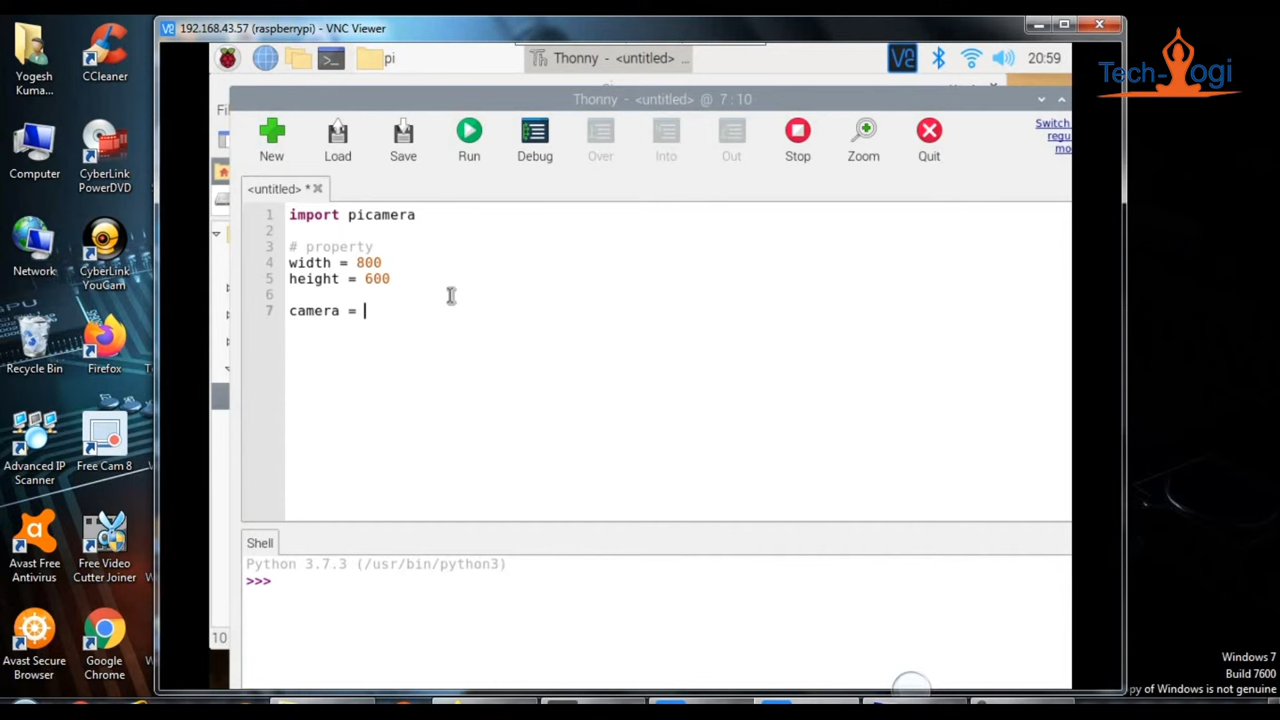 192.168.43.57 (raspberrypi) - VNC Viewer
Yogesh
Kuma...
CCleaner
Computer
CyberLink
PowerDVD
Network
CyberLink
YouCam
Recycle Bin
Firefox
Advanced IP
Scanner
Free Cam 8
Avast Free
Antivirus
Free Video
Cutter Joiner
Avast Secure
Browser
Google
Chrome
pi
Thonny - <untitled> ...
20:59
Tech-Yogi
Thonny - <untitled> @ 7 : 10
New
Load
Save
Run
Debug
Over
Into
Out
Stop
Zoom
Quit
Switch
regu
mo
<untitled> *
1 import picamera
2
3 # property
4 width = 800
5 height = 600
6
7 camera =
Shell
Python 3.7.3 (/usr/bin/python3)
>>>
10
Windows 7
Build 7600
py of Windows is not genuine